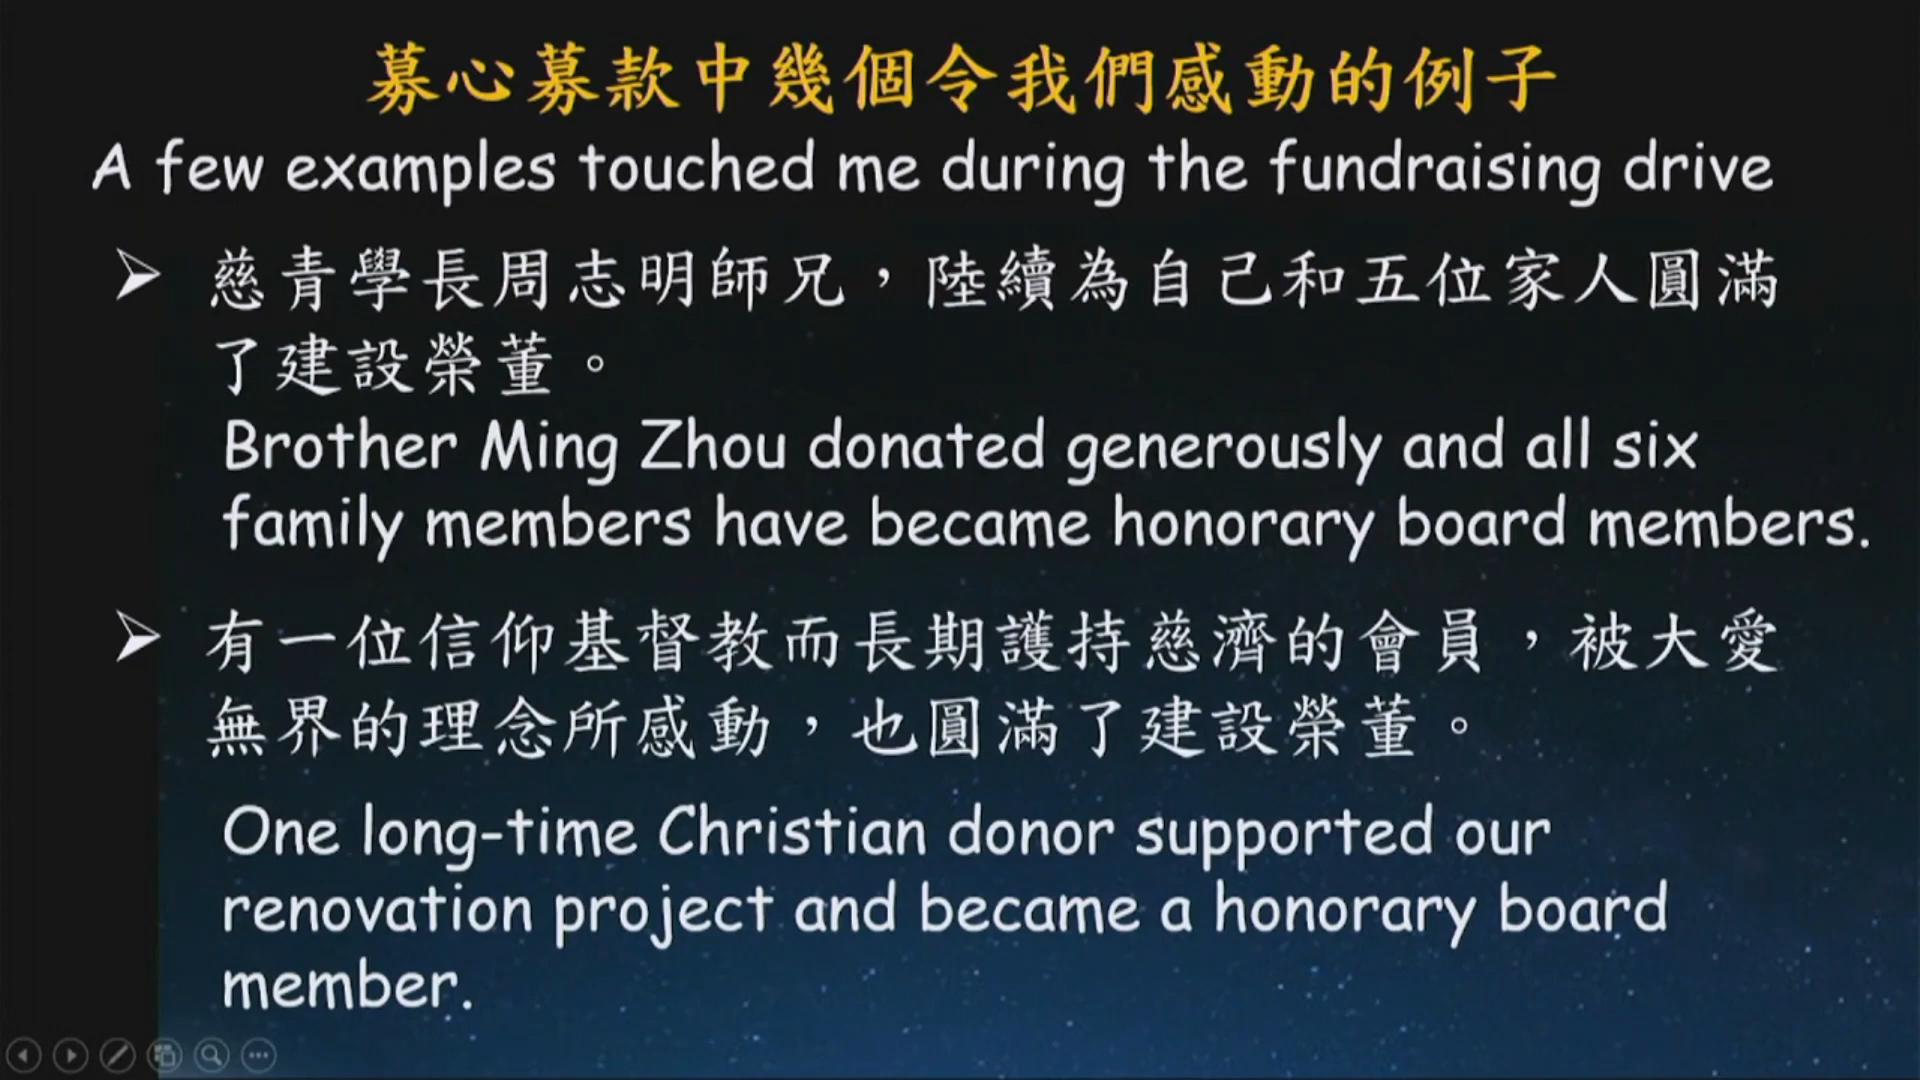 募心募款中幾個令我們感動的例子
A few examples touched me during the fundraising drive
➢ 慈青學長周志明師兄，陸續為自己和五位家人圓滿
了建設榮董。
Brother Ming Zhou donated generously and all six
family members have became honorary board members.
➢ 有一位信仰基督教而長期護持慈濟的會員，被大愛
無界的理念所感動，也圓滿了建設榮董。
One long-time Christian donor supported our
renovation project and became a honorary board
member.